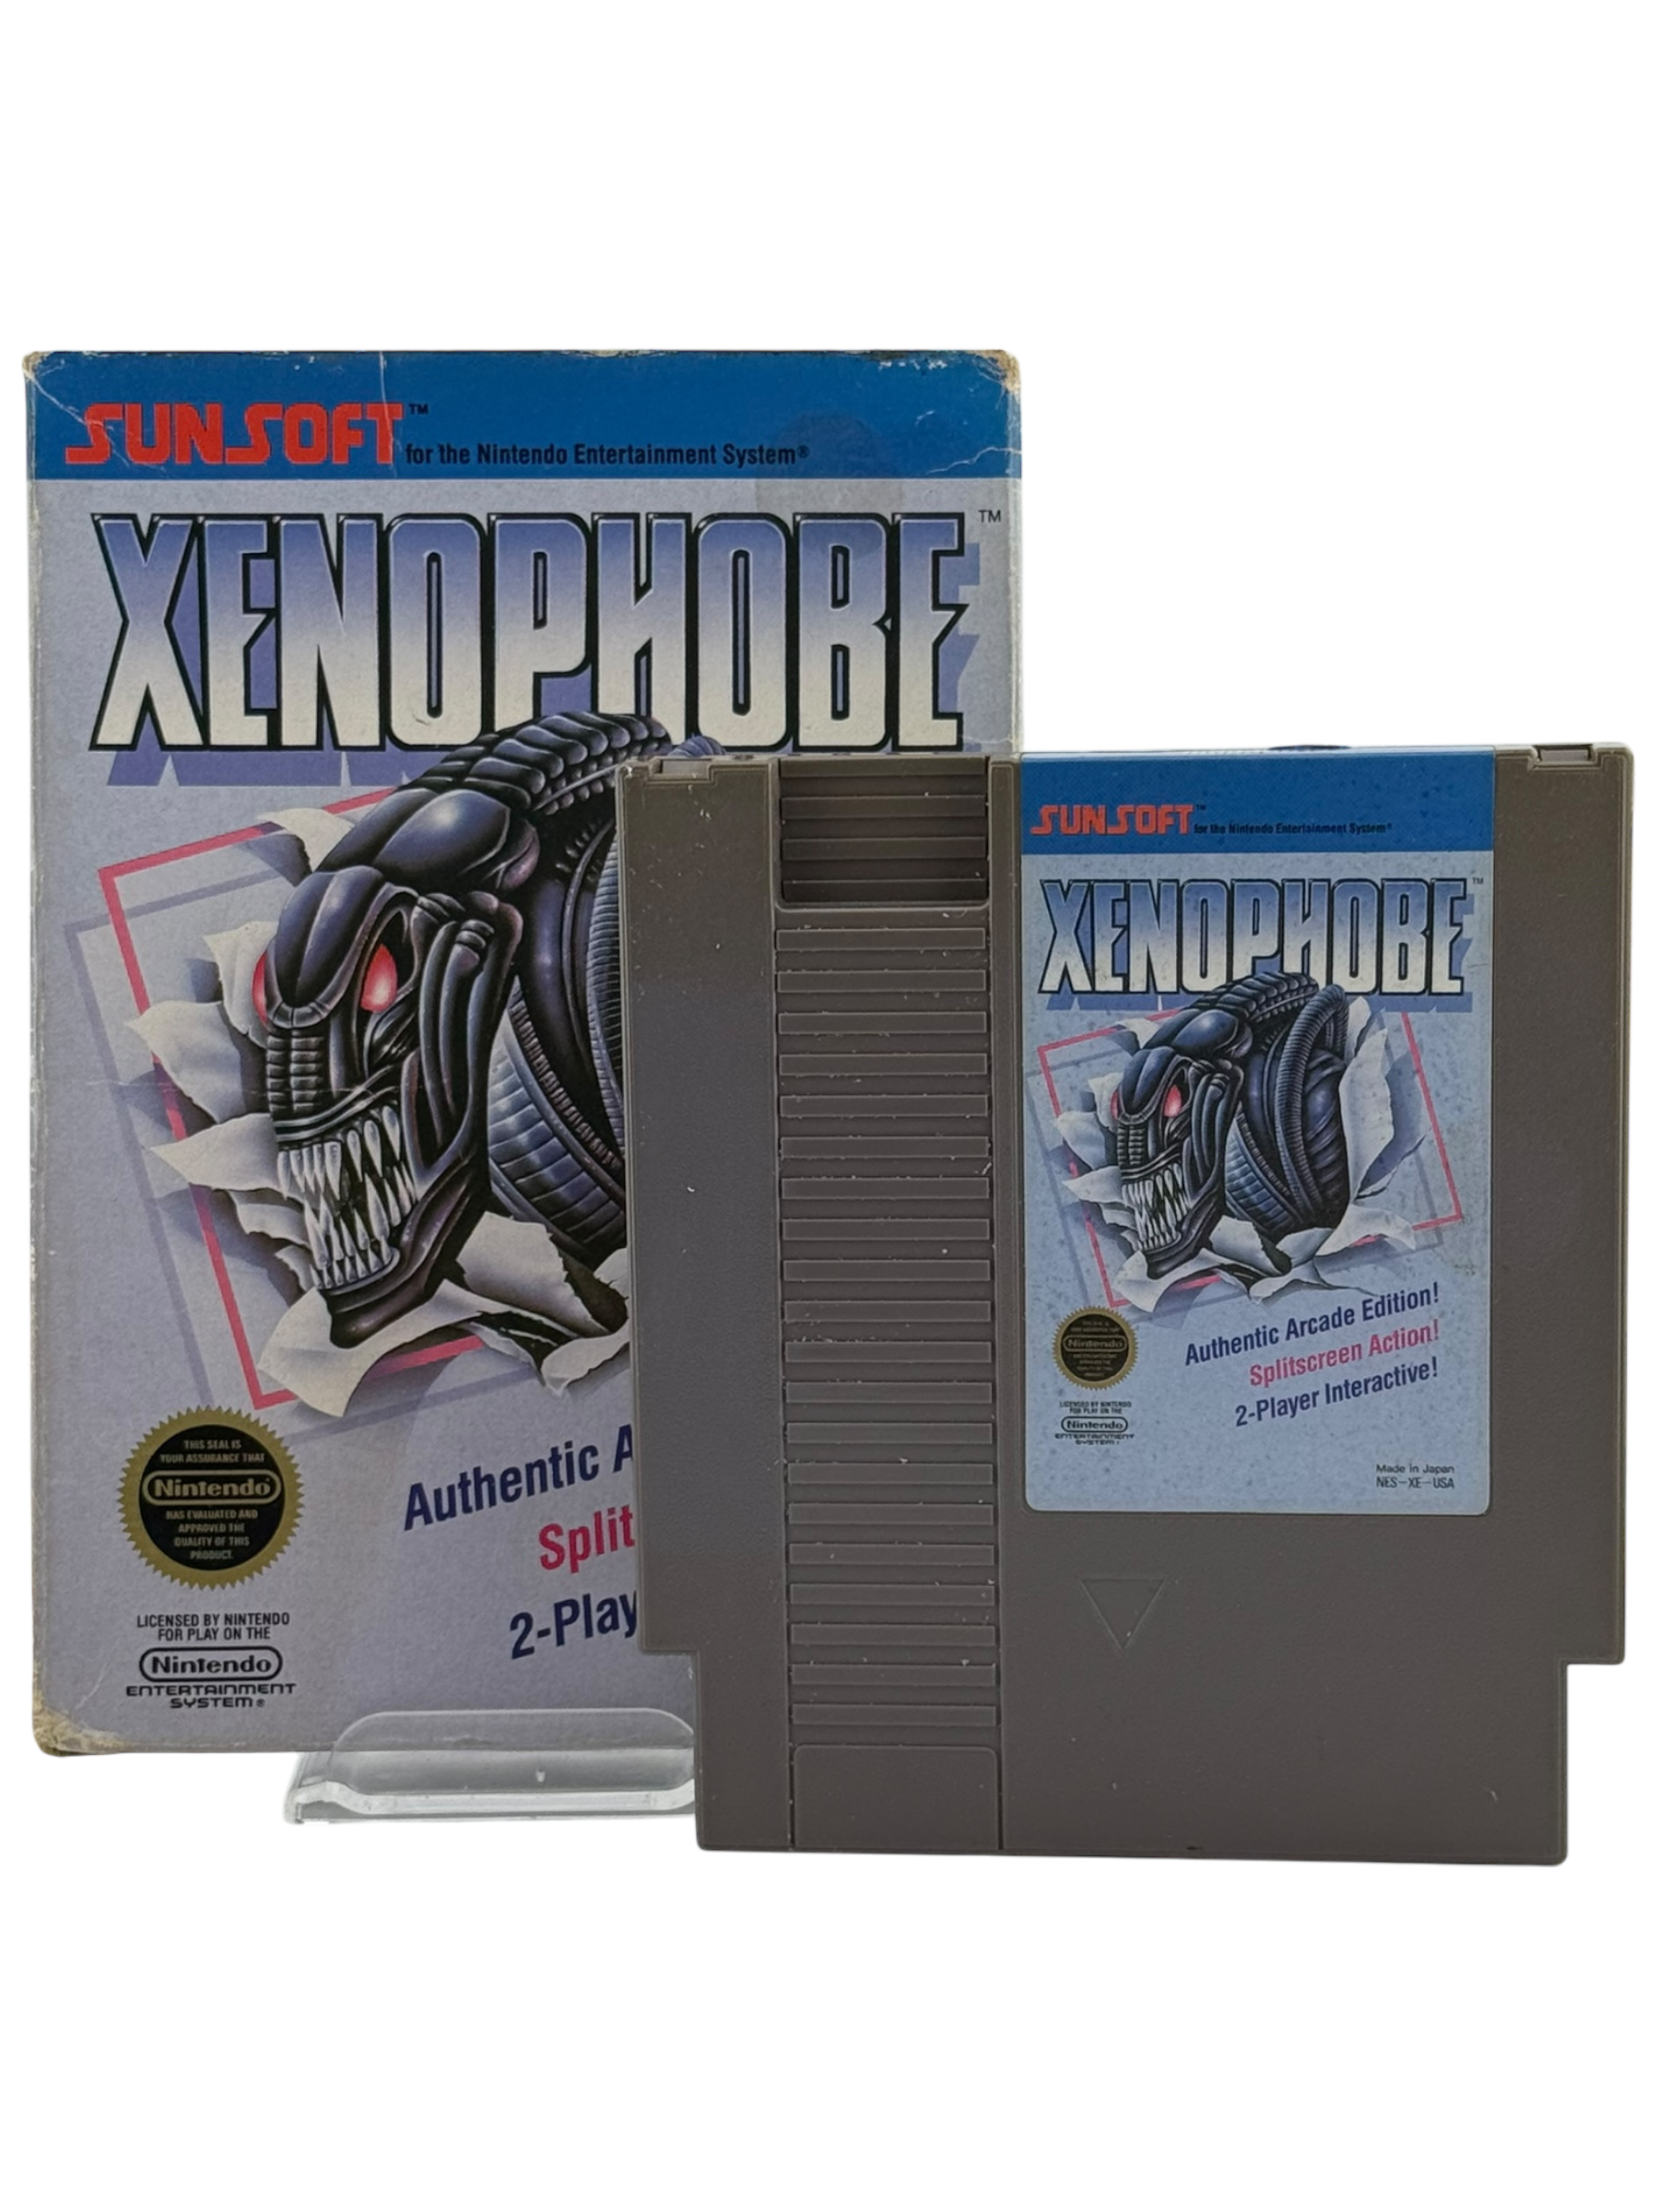 SUNSOFT™ for the Nintendo Entertainment System®
XENOPHOBE™
Authentic A
Split
2-Play
THIS SEAL IS
YOUR ASSURANCE THAT
Nintendo®
HAS EVALUATED AND
APPROVED THE
QUALITY OF THIS
PRODUCT.
LICENSED BY NINTENDO
FOR PLAY ON THE
Nintendo
ENTERTAINMENT
SYSTEM®
SUNSOFT™ for the Nintendo Entertainment System®
XENOPHOBE™
Authentic Arcade Edition!
Splitscreen Action!
2-Player Interactive!
Nintendo
LICENSED BY NINTENDO
FOR PLAY ON THE
Nintendo
ENTERTAINMENT
SYSTEM
Made in Japan
NES-XE-USA